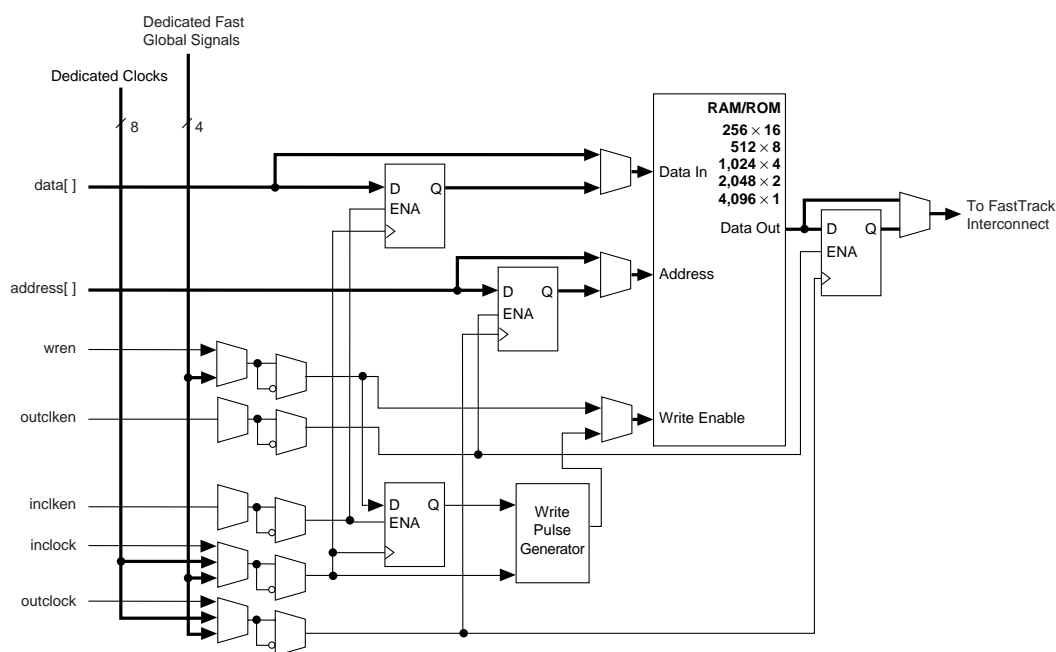 Dedicated Fast
Global Signals
Dedicated Clocks
8
4
RAM/ROM
256 × 16
512 × 8
1,024 × 4
2,048 × 2
4,096 × 1
data[ ]
D
Q
ENA
Data In
Data Out
D
Q
ENA
To FastTrack
Interconnect
address[ ]
D
Q
ENA
Address
wren
outclken
Write Enable
inclken
D
Q
ENA
Write
Pulse
Generator
inclock
outclock